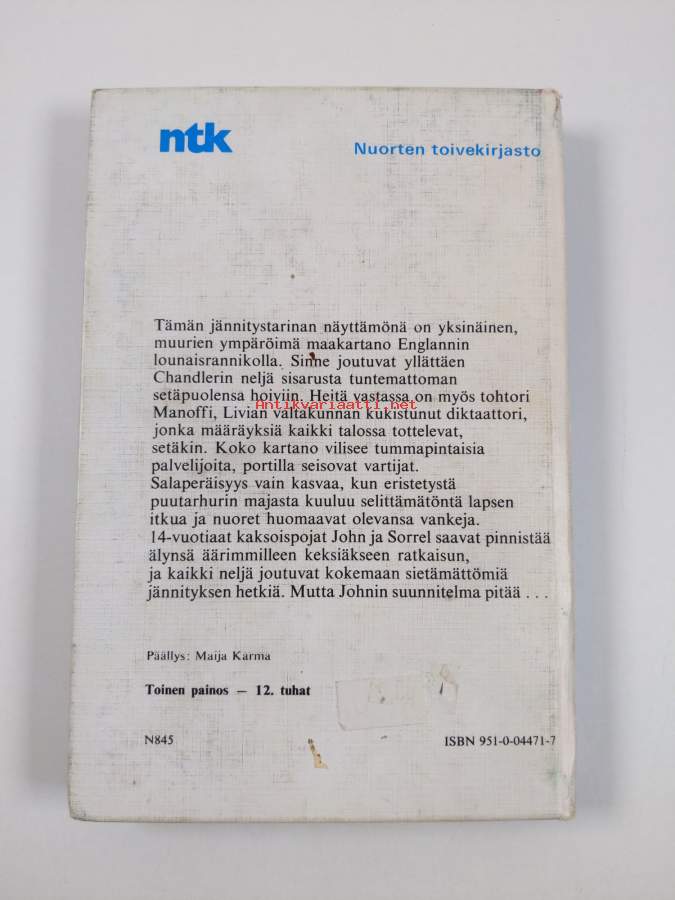 ntk
Nuorten toivekirjasto
Tämän jännitystarinan näyttämönä on yksinäinen,
muurien ympäröimä maakartano Englannin
lounaisrannikolla. Sinne joutuvat yllättäen
Chandlerin neljä sisarusta tuntemattoman
setäpuolensa hoiviin. Heitä vastassa on myös tohtori
Antikvariaatti.net
Manoffi, Livian valtakunnan kukistunut diktaattori,
jonka määräyksiä kaikki talossa tottelevat,
setäkin. Koko kartano vilisee tummapintaisia
palvelijoita, portilla seisovat vartijat.
Salaperäisyys vain kasvaa, kun eristetystä
puutarhurin majasta kuuluu selittämätöntä lapsen
itkua ja nuoret huomaavat olevansa vankeja.
14-vuotiaat kaksoispojat John ja Sorrel saavat pinnistää
älynsä äärimmilleen keksiäkseen ratkaisun,
ja kaikki neljä joutuvat kokemaan sietämättömiä
jännityksen hetkiä. Mutta Johnin suunnitelma pitää . . .
Päällys: Maija Karma
Toinen painos — 12. tuhat
N845
ISBN 951-0-04471-7